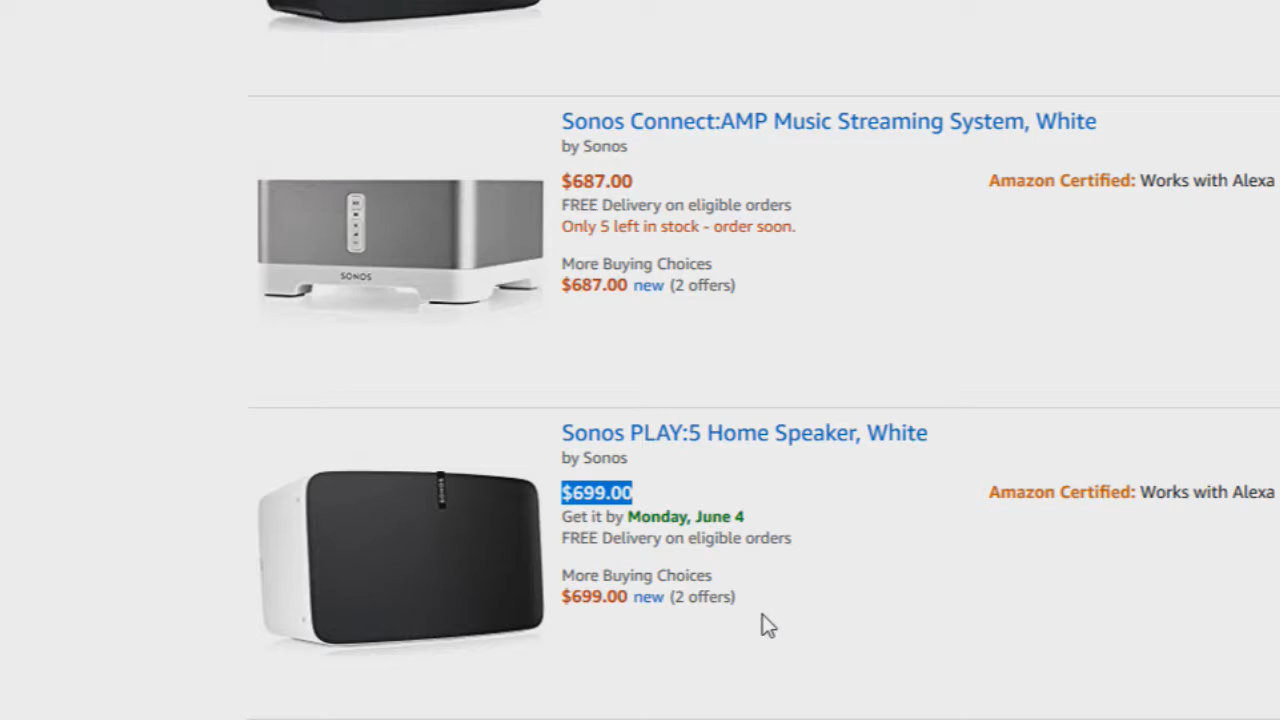 Sonos Connect:AMP Music Streaming System, White
by Sonos
$687.00
Amazon Certified: Works with Alexa
FREE Delivery on eligible orders
Only 5 left in stock - order soon.
More Buying Choices
$687.00 new (2 offers)
SONOS
Sonos PLAY:5 Home Speaker, White
by Sonos
$699.00
Amazon Certified: Works with Alexa
Get it by Monday, June 4
FREE Delivery on eligible orders
More Buying Choices
$699.00 new (2 offers)
SONOS